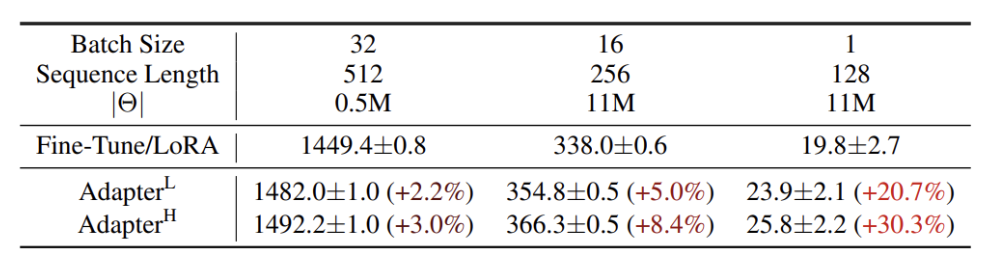 Batch Size 32 16 1
Sequence Length 512 256 128
|Θ| 0.5M 11M 11M
Fine-Tune/LoRA 1449.4±0.8 338.0±0.6 19.8±2.7
Adapterᴸ 1482.0±1.0 (+2.2%) 354.8±0.5 (+5.0%) 23.9±2.1 (+20.7%)
Adapterᴴ 1492.2±1.0 (+3.0%) 366.3±0.5 (+8.4%) 25.8±2.2 (+30.3%)